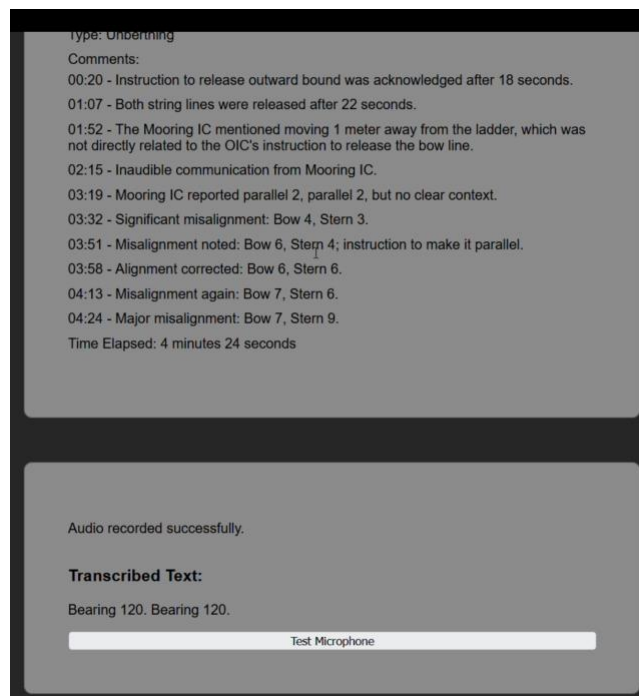 Type: Unberthing
Comments:
00:20 - Instruction to release outward bound was acknowledged after 18 seconds.
01:07 - Both string lines were released after 22 seconds.
01:52 - The Mooring IC mentioned moving 1 meter away from the ladder, which was
not directly related to the OIC's instruction to release the bow line.
02:15 - Inaudible communication from Mooring IC.
03:19 - Mooring IC reported parallel 2, parallel 2, but no clear context.
03:32 - Significant misalignment: Bow 4, Stern 3.
03:51 - Misalignment noted: Bow 6, Stern 4; instruction to make it parallel.
03:58 - Alignment corrected: Bow 6, Stern 6.
04:13 - Misalignment again: Bow 7, Stern 6.
04:24 - Major misalignment: Bow 7, Stern 9.
Time Elapsed: 4 minutes 24 seconds
Audio recorded successfully.
Transcribed Text:
Bearing 120. Bearing 120.
Test Microphone